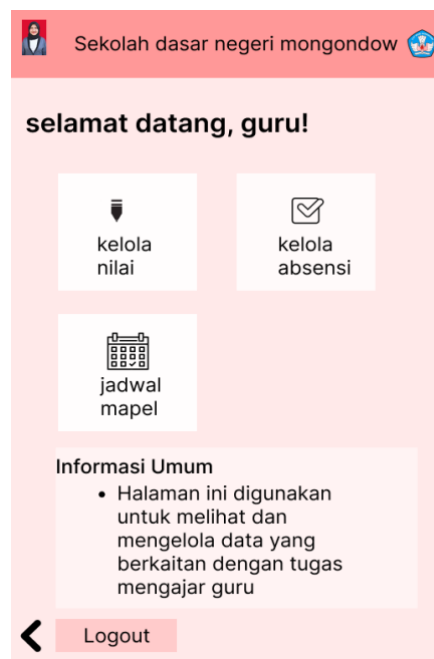 Sekolah dasar negeri mongondow
selamat datang, guru!
kelola
nilai
kelola
absensi
jadwal
mapel
Informasi Umum
• Halaman ini digunakan
untuk melihat dan
mengelola data yang
berkaitan dengan tugas
mengajar guru
Logout